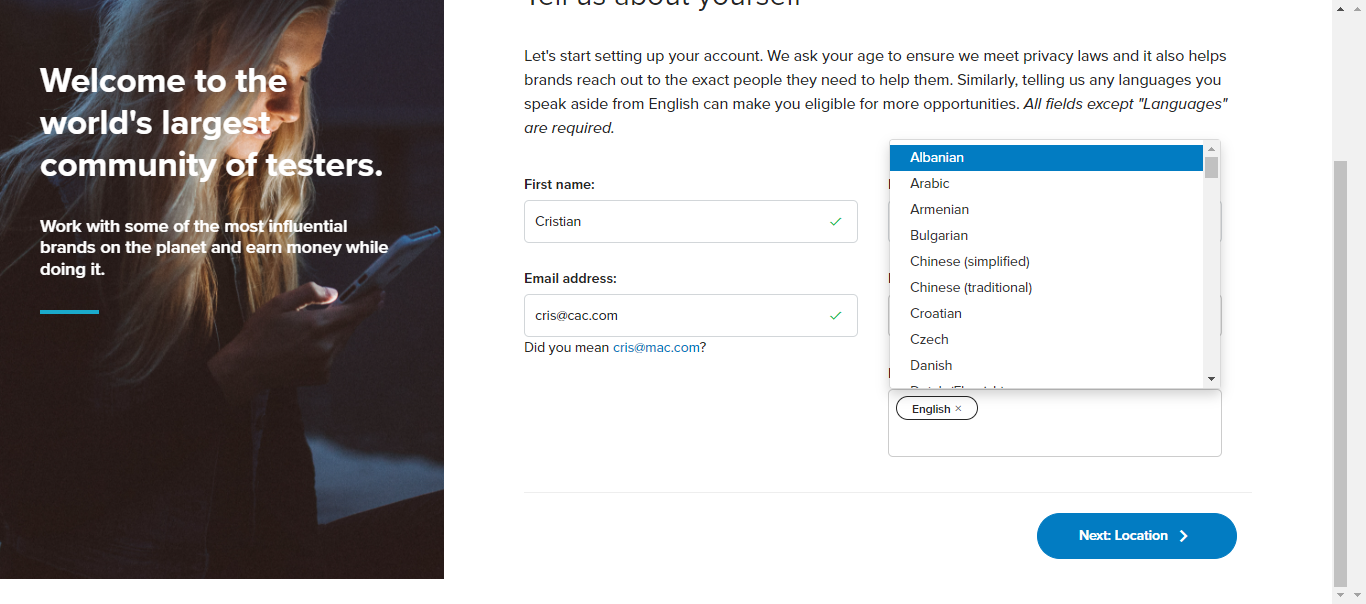 Tell us about yourself
Welcome to the
world's largest
community of testers.
Work with some of the most influential
brands on the planet and earn money while
doing it.
Let's start setting up your account. We ask your age to ensure we meet privacy laws and it also helps
brands reach out to the exact people they need to help them. Similarly, telling us any languages you
speak aside from English can make you eligible for more opportunities. All fields except "Languages"
are required.
First name:
Cristian
Email address:
cris@cac.com
Did you mean cris@mac.com?
Albanian
Arabic
Armenian
Bulgarian
Chinese (simplified)
Chinese (traditional)
Croatian
Czech
Danish
English ×
Next: Location